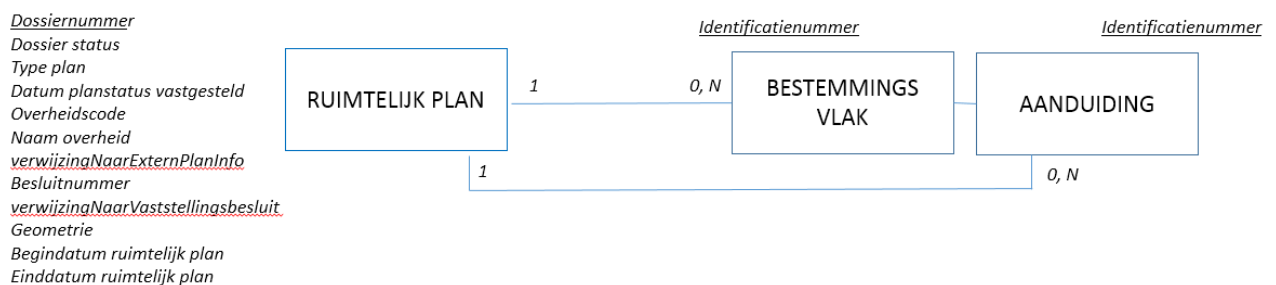 Dossiernummer
Dossier status
Type plan
Datum planstatus vastgesteld
Overheidscode
Naam overheid
verwijzingNaarExternPlanInfo
Besluitnummer
verwijzingNaarVaststellingsbesluit
Geometrie
Begindatum ruimtelijk plan
Einddatum ruimtelijk plan
RUIMTELIJK PLAN
1
0, N
Identificatienummer
BESTEMMINGS
VLAK
Identificatienummer
AANDUIDING
1
0, N